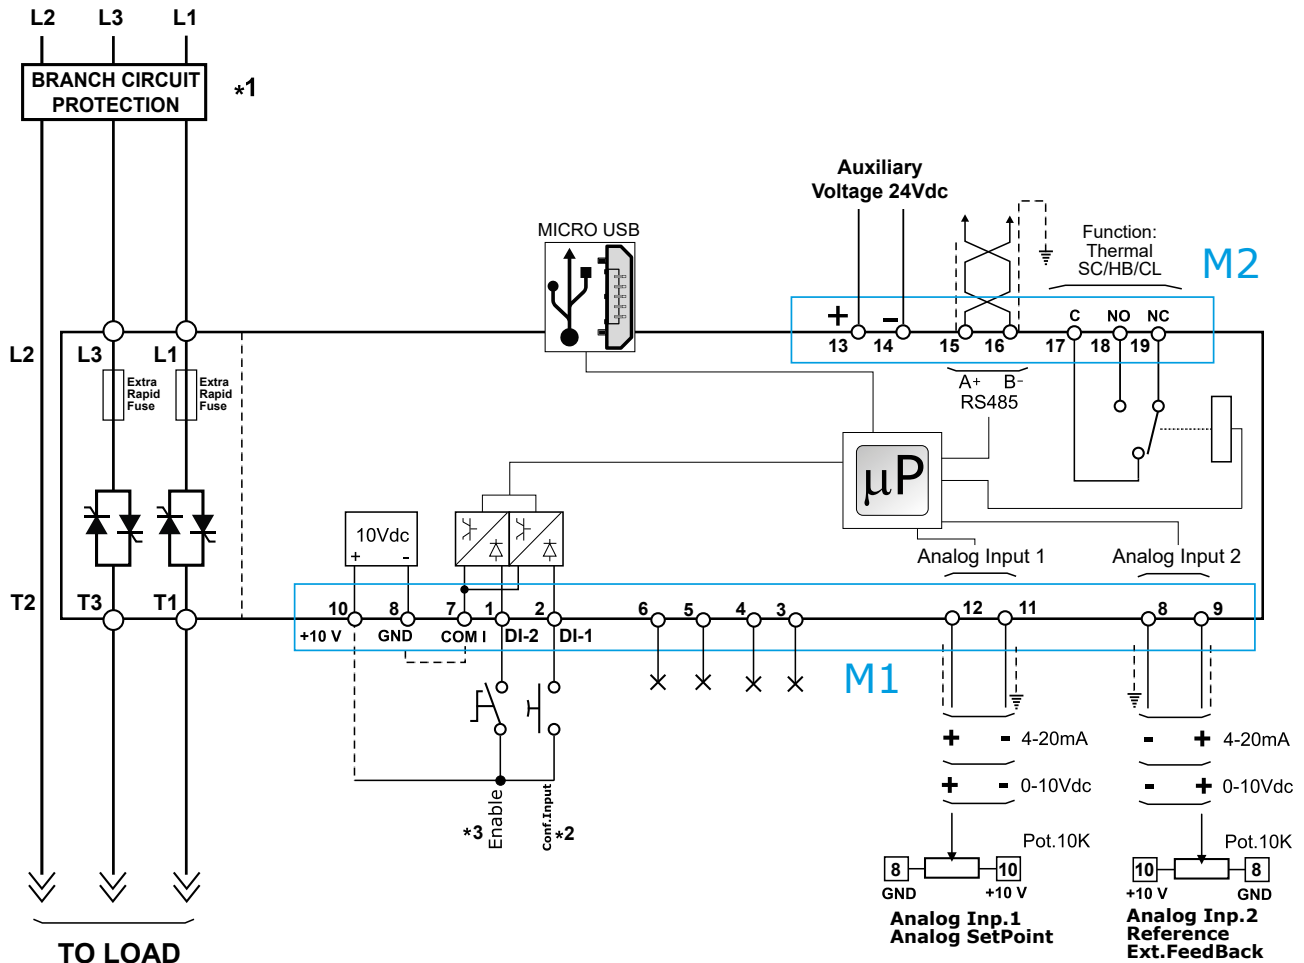 L2 L3 L1
BRANCH CIRCUIT
PROTECTION
*1
Auxiliary
Voltage 24Vdc
MICRO USB
Function:
Thermal
SC/HB/CL
M2
+ - C NO NC
13 14 15 16 17 18 19
L2 L3 L1
Extra
Rapid
Fuse
Extra
Rapid
Fuse
A+ B-
RS485
µP
10Vdc
+ -
Analog Input 1
Analog Input 2
T2 T3 T1
10 8 7 1 2 6 5 4 3 12 11 8 9
+10 V GND COM I DI-2 DI-1
M1
+ - 4-20mA
- + 4-20mA
+ - 0-10Vdc
- + 0-10Vdc
*3 Enable
Conf.Input *2
Pot.10K
Pot.10K
8 10
10 8
GND +10 V
+10 V GND
Analog Inp.1
Analog SetPoint
Analog Inp.2
Reference
Ext.FeedBack
TO LOAD